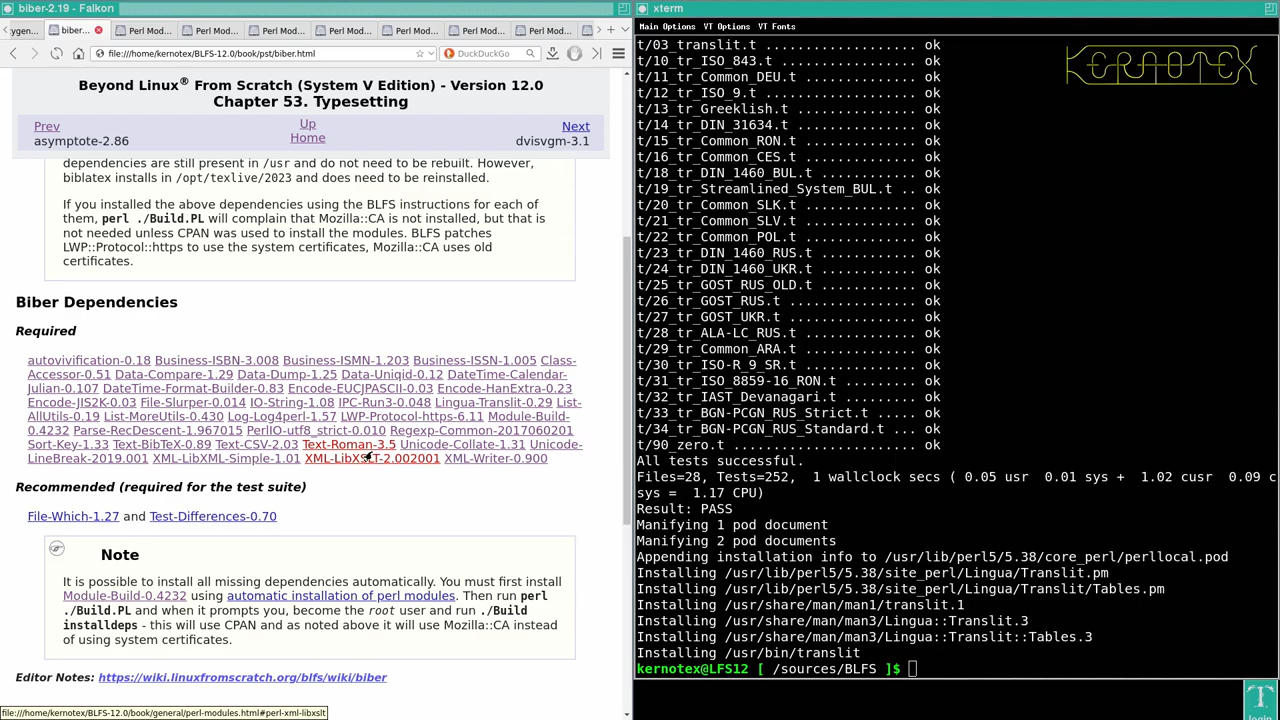 biber-2.19 - Falkon
ygen...
biber...
Perl Mod...
Perl Mod...
Perl Mod...
Perl Mod...
Perl Mod...
Perl Mod...
Perl Mod...
file:///home/kernotex/BLFS-12.0/book/pst/biber.html
DuckDuckGo
Beyond Linux® From Scratch (System V Edition) - Version 12.0
Chapter 53. Typesetting
Prev
Up
Next
asymptote-2.86
Home
dvisvgm-3.1
dependencies are still present in /usr and do not need to be rebuilt. However,
biblatex installs in /opt/texlive/2023 and does need to be reinstalled.
If you installed the above dependencies using the BLFS instructions for each of
them, perl ./Build.PL will complain that Mozilla::CA is not installed, but that is
not needed unless CPAN was used to install the modules. BLFS patches
LWP::Protocol::https to use the system certificates, Mozilla::CA uses old
certificates.
Biber Dependencies
Required
autovivification-0.18 Business-ISBN-3.008 Business-ISMN-1.203 Business-ISSN-1.005 Class-
Accessor-0.51 Data-Compare-1.29 Data-Dump-1.25 Data-Uniqid-0.12 DateTime-Calendar-
Julian-0.107 DateTime-Format-Builder-0.83 Encode-EUCJPASCII-0.03 Encode-HanExtra-0.23
Encode-JIS2K-0.03 File-Slurper-0.014 IO-String-1.08 IPC-Run3-0.048 Lingua-Translit-0.29 List-
AllUtils-0.19 List-MoreUtils-0.430 Log-Log4perl-1.57 LWP-Protocol-https-6.11 Module-Build-
0.4232 Parse-RecDescent-1.967015 PerlIO-utf8_strict-0.010 Regexp-Common-2017060201
Sort-Key-1.33 Text-BibTeX-0.89 Text-CSV-2.03 Text-Roman-3.5 Unicode-Collate-1.31 Unicode-
LineBreak-2019.001 XML-LibXML-Simple-1.01 XML-LibXSLT-2.002001 XML-Writer-0.900
Recommended (required for the test suite)
File-Which-1.27 and Test-Differences-0.70
Note
It is possible to install all missing dependencies automatically. You must first install
Module-Build-0.4232 using automatic installation of perl modules. Then run perl
./Build.PL and when it prompts you, become the root user and run ./Build
installdeps - this will use CPAN and as noted above it will use Mozilla::CA instead
of using system certificates.
Editor Notes: https://wiki.linuxfromscratch.org/blfs/wiki/biber
file:///home/kernotex/BLFS-12.0/book/general/perl-modules.html#perl-xml-libxslt
xterm
Main Options VT Options VT Fonts
KERNOTEX
t/03_translit.t ................... ok
t/10_tr_ISO_843.t ................. ok
t/11_tr_Common_DEU.t .............. ok
t/12_tr_ISO_9.t ................... ok
t/13_tr_Greeklish.t ............... ok
t/14_tr_DIN_31634.t ............... ok
t/15_tr_Common_RON.t .............. ok
t/16_tr_Common_CES.t .............. ok
t/18_tr_DIN_1460_BUL.t ............ ok
t/19_tr_Streamlined_System_BUL.t .. ok
t/20_tr_Common_SLK.t .............. ok
t/21_tr_Common_SLV.t .............. ok
t/22_tr_Common_POL.t .............. ok
t/23_tr_DIN_1460_RUS.t ............ ok
t/24_tr_DIN_1460_UKR.t ............ ok
t/25_tr_GOST_RUS_OLD.t ............ ok
t/26_tr_GOST_RUS.t ................ ok
t/27_tr_GOST_UKR.t ................ ok
t/28_tr_ALA-LC_RUS.t .............. ok
t/29_tr_Common_ARA.t .............. ok
t/30_tr_ISO-R_9_SR.t .............. ok
t/31_tr_ISO_8859-16_RON.t ......... ok
t/32_tr_IAST_Devanagari.t ......... ok
t/33_tr_BGN-PCGN_RUS_Strict.t ..... ok
t/34_tr_BGN-PCGN_RUS_Standard.t ... ok
t/90_zero.t ....................... ok
All tests successful.
Files=28, Tests=252,  1 wallclock secs ( 0.05 usr  0.01 sys +  1.02 cusr  0.09 c
sys =  1.17 CPU)
Result: PASS
Manifying 1 pod document
Manifying 2 pod documents
Appending installation info to /usr/lib/perl5/5.38/core_perl/perllocal.pod
Installing /usr/lib/perl5/5.38/site_perl/Lingua/Translit.pm
Installing /usr/lib/perl5/5.38/site_perl/Lingua/Translit/Tables.pm
Installing /usr/share/man/man1/translit.1
Installing /usr/share/man/man3/Lingua::Translit.3
Installing /usr/share/man/man3/Lingua::Translit::Tables.3
Installing /usr/bin/translit
kernotex@LFS12 [ /sources/BLFS ]$
login